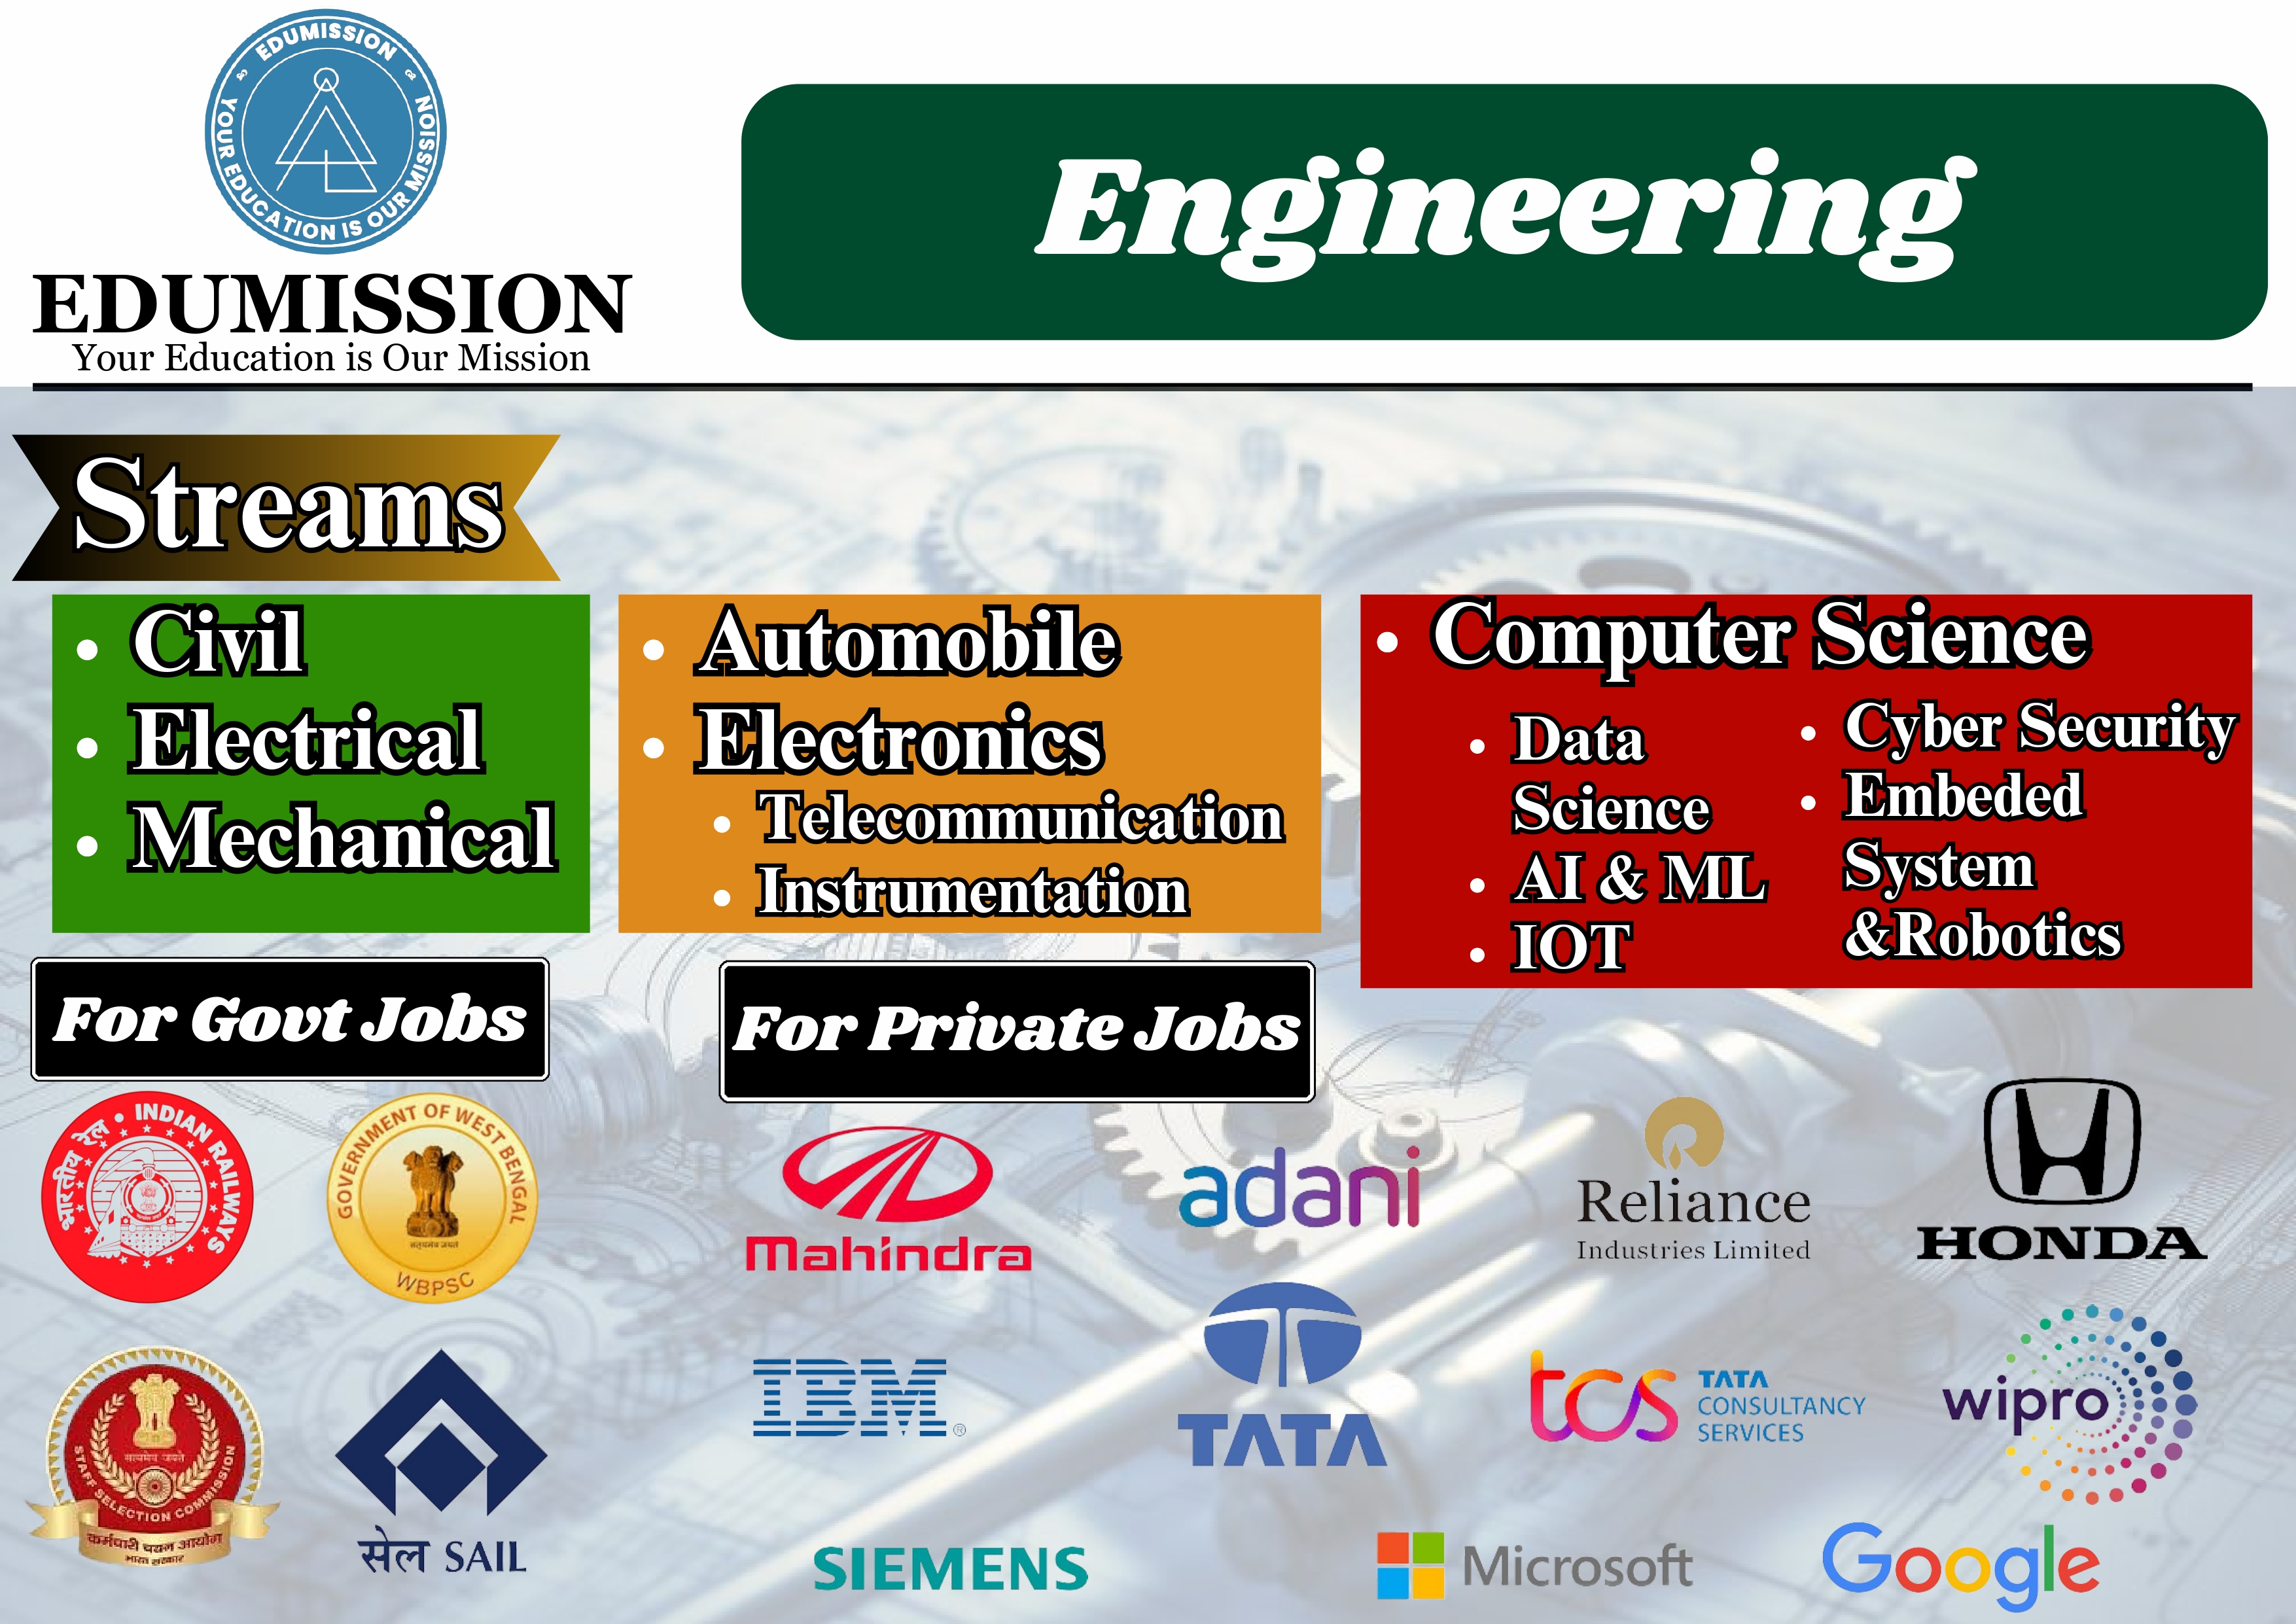 EDUMISSION
YOUR EDUCATION IS OUR MISSION
EDUMISSION
Your Education is Our Mission
Engineering
Streams
• Civil
• Electrical
• Mechanical
• Automobile
• Electronics
• Telecommunication
• Instrumentation
• Computer Science
• Data
Science
• AI & ML
• IOT
• Cyber Security
• Embeded
System
&Robotics
For Govt Jobs
For Private Jobs
भारतीय रेल • INDIAN RAILWAYS
GOVERNMENT OF WEST BENGAL
सत्यमेव जयते
WBPSC
mahindra
adani
Reliance
Industries Limited
HONDA
सत्यमेव जयते
STAFF SELECTION COMMISSION
कर्मचारी चयन आयोग
भारत सरकार
सेल SAIL
IBM®
TATA
tcs TATA
CONSULTANCY
SERVICES
wipro
SIEMENS
Microsoft
Google